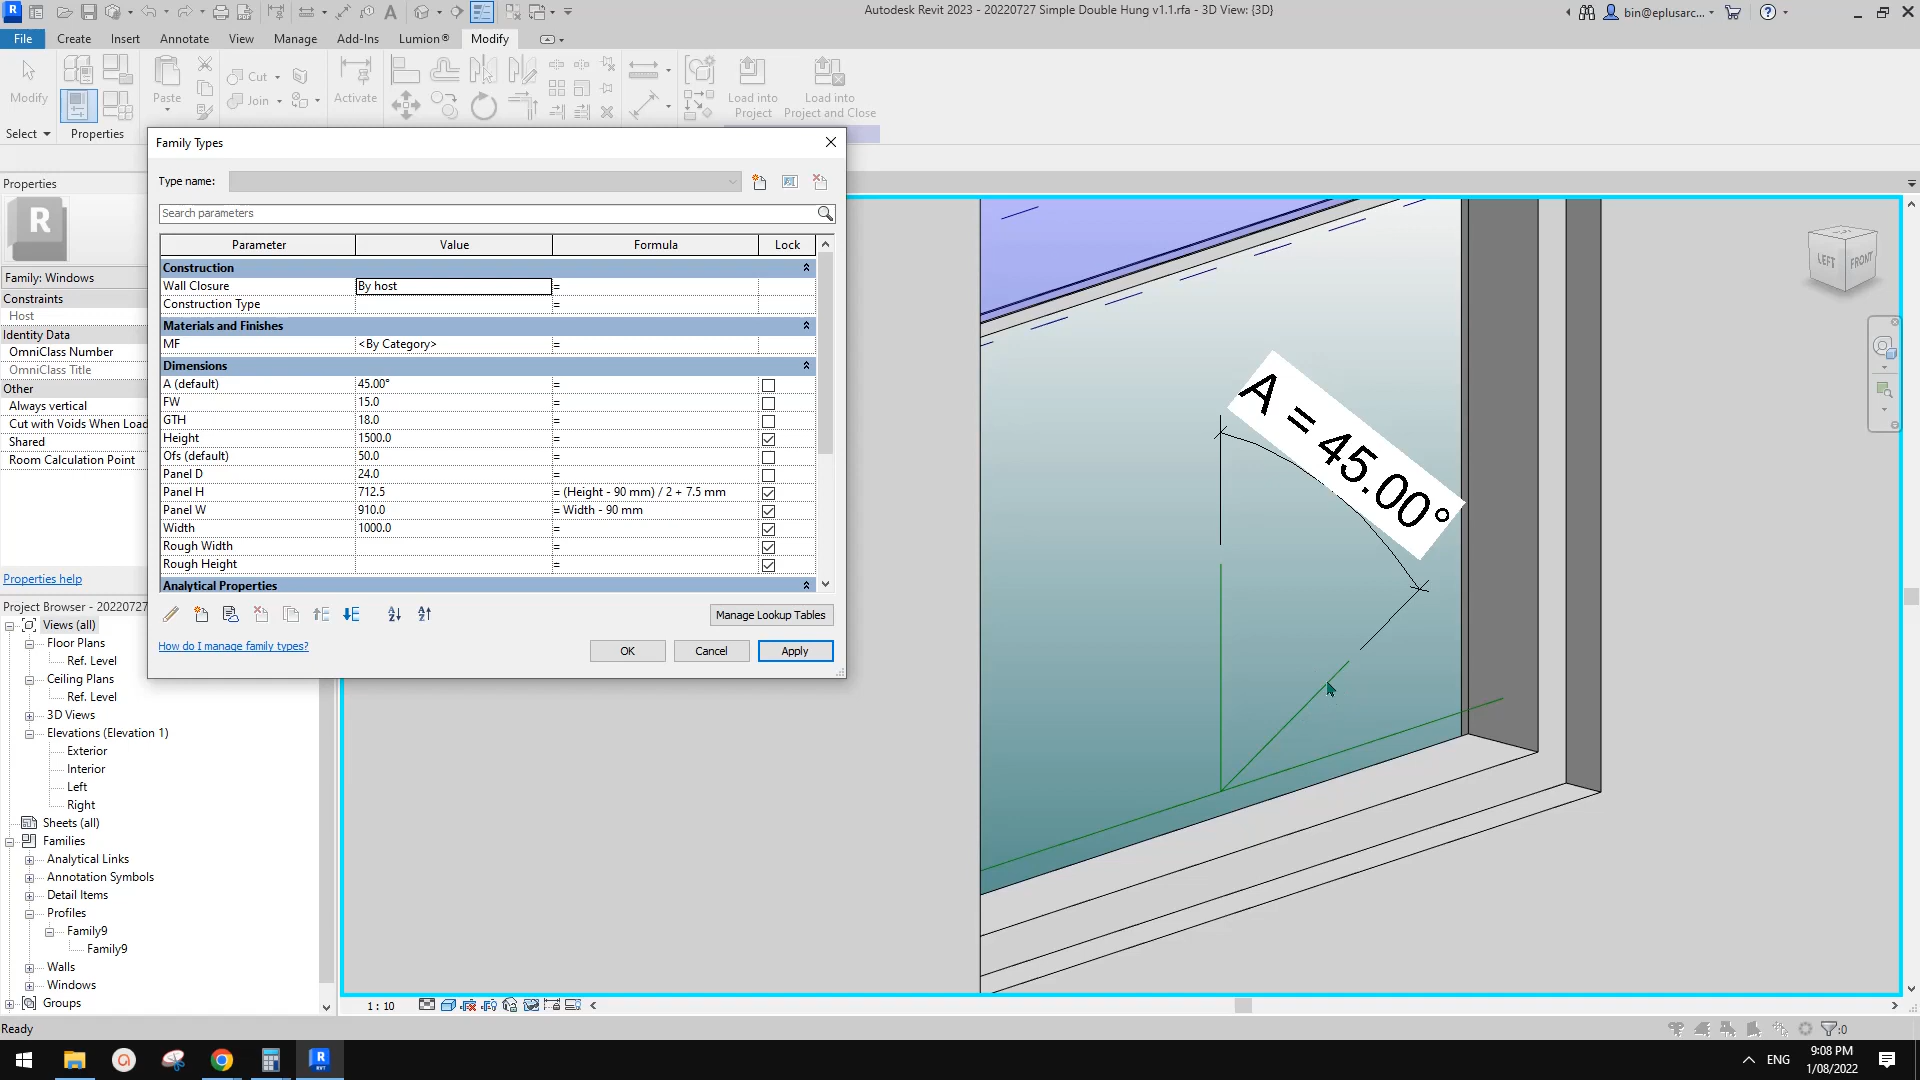 Autodesk Revit 2023 - 20220727 Simple Double Hung v1.1.rfa - 3D View: {3D}
bin@eplusarc...
File
Create
Insert
Annotate
View
Manage
Add-Ins
Lumion®
Modify
Modify
Paste
Cut
Join
Activate
Load into
Project
Load into
Project and Close
Select
Properties
Family Types
Type name:
Search parameters
Parameter Value Formula Lock
Construction
Wall Closure By host =
Construction Type =
Materials and Finishes
MF <By Category> =
Dimensions
A (default) 45.00° =
FW 15.0 =
GTH 18.0 =
Height 1500.0 =
Ofs (default) 50.0 =
Panel D 24.0 =
Panel H 712.5 = (Height - 90 mm) / 2 + 7.5 mm
Panel W 910.0 = Width - 90 mm
Width 1000.0 =
Rough Width =
Rough Height =
Analytical Properties
Manage Lookup Tables
How do I manage family types?
OK
Cancel
Apply
Properties
R
Family: Windows
Constraints
Host
Identity Data
OmniClass Number
OmniClass Title
Other
Always vertical
Cut with Voids When Load
Shared
Room Calculation Point
Properties help
Project Browser - 20220727
Views (all)
Floor Plans
Ref. Level
Ceiling Plans
Ref. Level
3D Views
Elevations (Elevation 1)
Exterior
Interior
Left
Right
Sheets (all)
Families
Analytical Links
Annotation Symbols
Detail Items
Profiles
Family9
Family9
Walls
Windows
Groups
A = 45.00°
LEFT
FRONT
1 : 10
Ready
:0
ENG
9:08 PM
1/08/2022